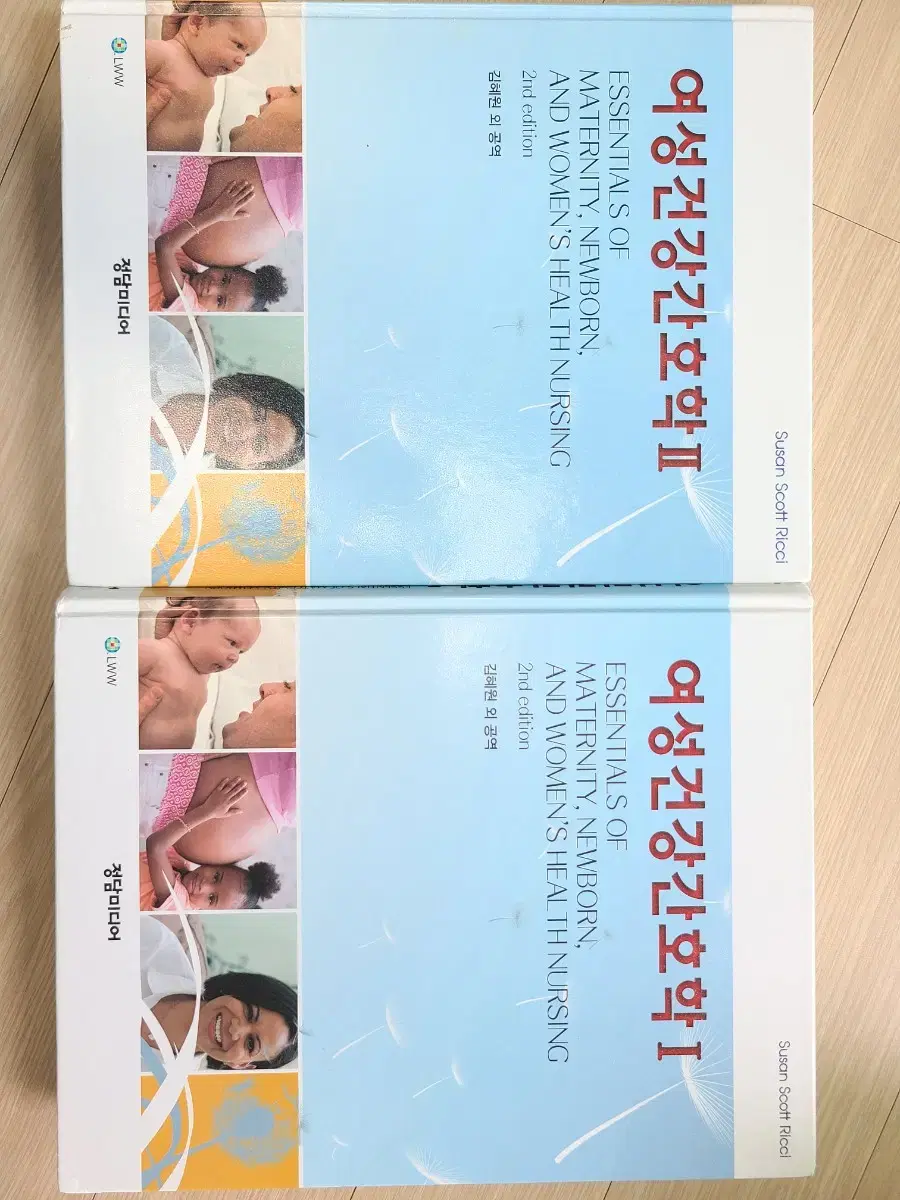 Susan Scott Ricci
여성건강간호학 II
ESSENTIALS OF
MATERNITY, NEWBORN,
AND WOMEN'S HEALTH NURSING
2nd edition
김혜원 외 공역
LWW
정담미디어
Susan Scott Ricci
여성건강간호학 I
ESSENTIALS OF
MATERNITY, NEWBORN,
AND WOMEN'S HEALTH NURSING
2nd edition
김혜원 외 공역
LWW
정담미디어